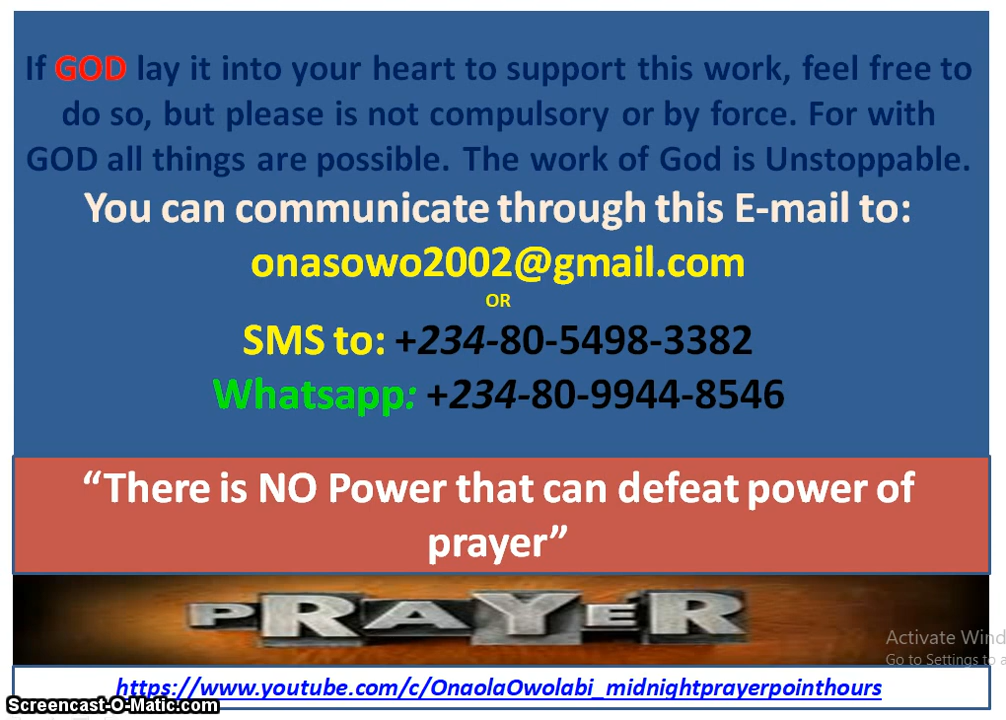 If GOD lay it into your heart to support this work, feel free to
do so, but please is not compulsory or by force. For with
GOD all things are possible. The work of God is Unstoppable.
You can communicate through this E-mail to:
onasowo2002@gmail.com
OR
SMS to: +234-80-5498-3382
Whatsapp: +234-80-9944-8546
“There is NO Power that can defeat power of
prayer”
PRAYER
Activate Wind
Go to Settings to a
https://www.youtube.com/c/OnaolaOwolabi_midnightprayerpointhours
Screencast-O-Matic.com